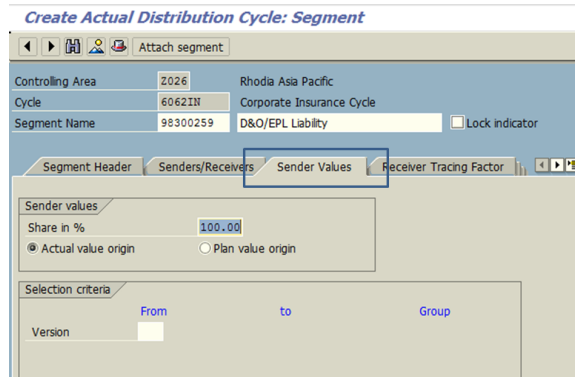 Create Actual Distribution Cycle: Segment
Attach segment
Controlling Area Z026 Rhodia Asia Pacific
Cycle 6062IN Corporate Insurance Cycle
Segment Name 98300259 D&O/EPL Liability Lock indicator
Segment Header Senders/Receivers Sender Values Receiver Tracing Factor
Sender values
Share in % 100.00
Actual value origin Plan value origin
Selection criteria
From to Group
Version